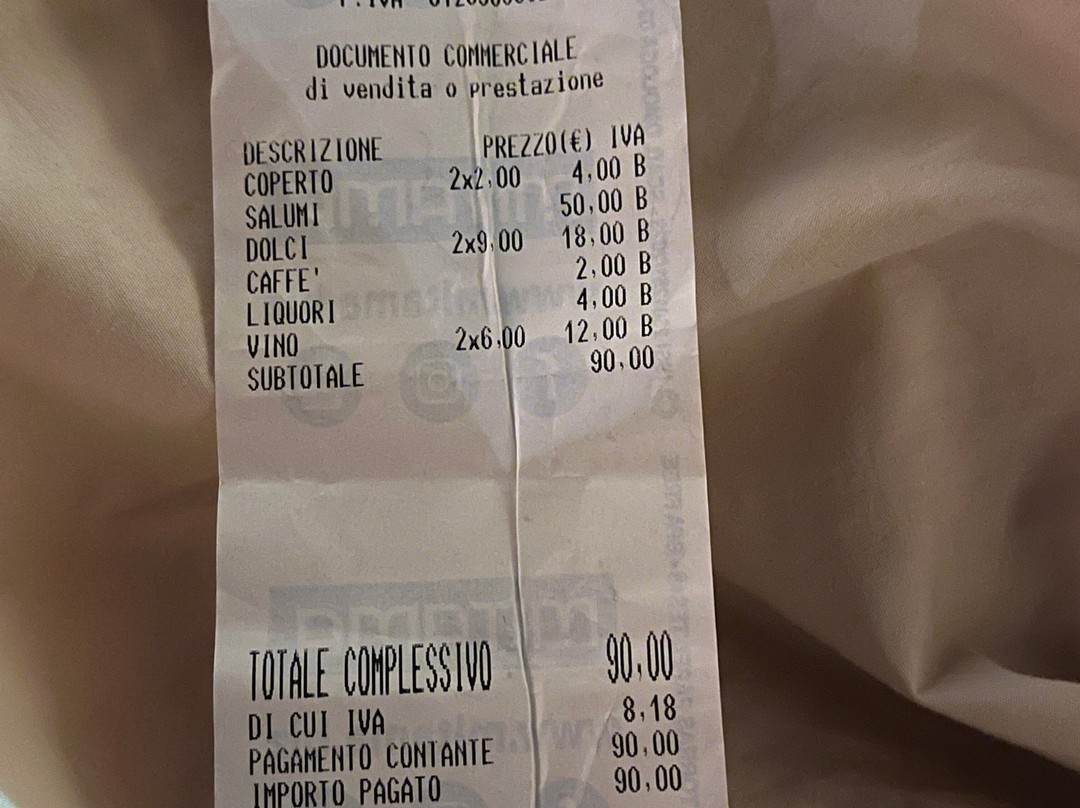 P.IVA
DOCUMENTO COMMERCIALE
di vendita o prestazione
DESCRIZIONE PREZZO(€) IVA
COPERTO 2x2,00 4,00 B
SALUMI 50,00 B
DOLCI 2x9,00 18,00 B
CAFFE' 2,00 B
LIQUORI 4,00 B
VINO 2x6,00 12,00 B
SUBTOTALE 90,00
TOTALE COMPLESSIVO 90,00
DI CUI IVA 8,18
PAGAMENTO CONTANTE 90,00
IMPORTO PAGATO 90,00